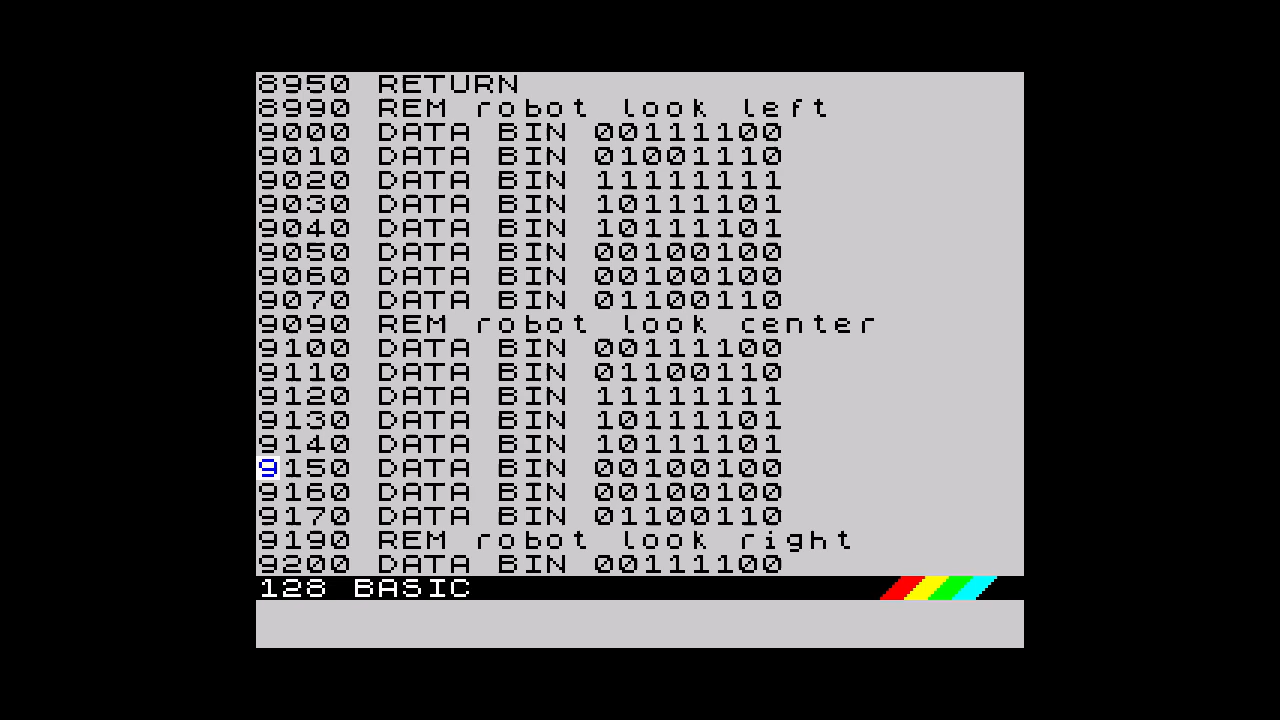 8950 RETURN
8990 REM robot look left
9000 DATA BIN 00111100
9010 DATA BIN 01001110
9020 DATA BIN 11111111
9030 DATA BIN 10111101
9040 DATA BIN 10111101
9050 DATA BIN 00100100
9060 DATA BIN 00100100
9070 DATA BIN 01100110
9090 REM robot look center
9100 DATA BIN 00111100
9110 DATA BIN 01100110
9120 DATA BIN 11111111
9130 DATA BIN 10111101
9140 DATA BIN 10111101
9150 DATA BIN 00100100
9160 DATA BIN 00100100
9170 DATA BIN 01100110
9190 REM robot look right
9200 DATA BIN 00111100
128 BASIC